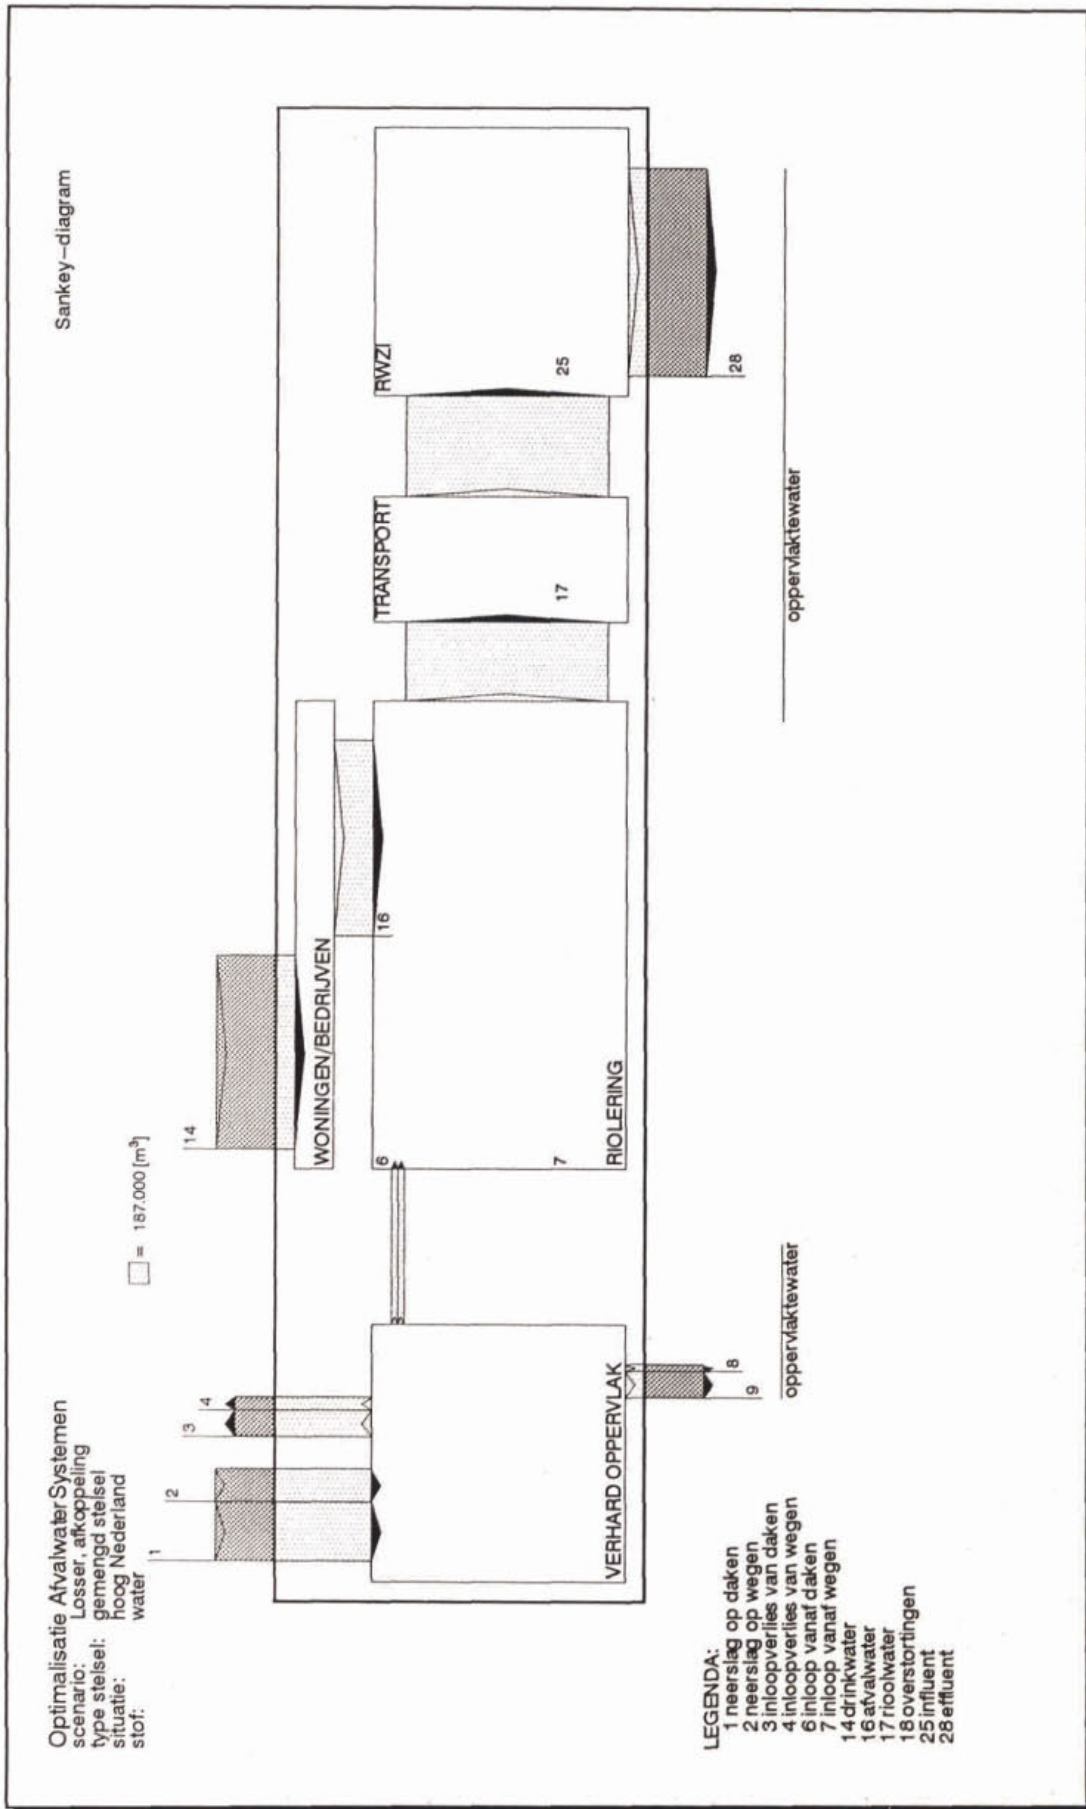 Optimalisatie Afvalwater Systemen
scenario: Losser, afkoppeling
type stelsel: gemengd stelsel
situatie: hoog Nederland
stof: water
Sankey-diagram
□ = 187.000 [m³]
1
2
3
4
14
WONINGEN/BEDRIJVEN
16
6
7
RIOLERING
TRANSPORT
17
RWZI
25
VERHARD OPPERVLAK
9
8
28
oppervlaktewater
oppervlaktewater
LEGENDA:
1 neerslag op daken
2 neerslag op wegen
3 inloopverlies van daken
4 inloopverlies van wegen
6 inloop vanaf daken
7 inloop vanaf wegen
14 drinkwater
16 afvalwater
17 rioolwater
18 overstortingen
25 influent
28 effluent